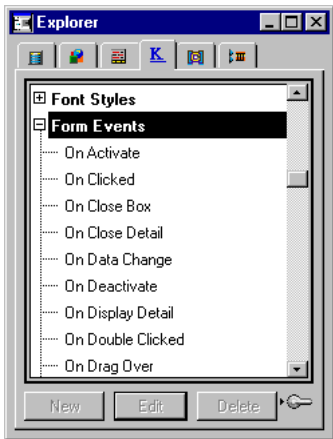 Explorer
K
Font Styles
Form Events
On Activate
On Clicked
On Close Box
On Close Detail
On Data Change
On Deactivate
On Display Detail
On Double Clicked
On Drag Over
New Edit Delete